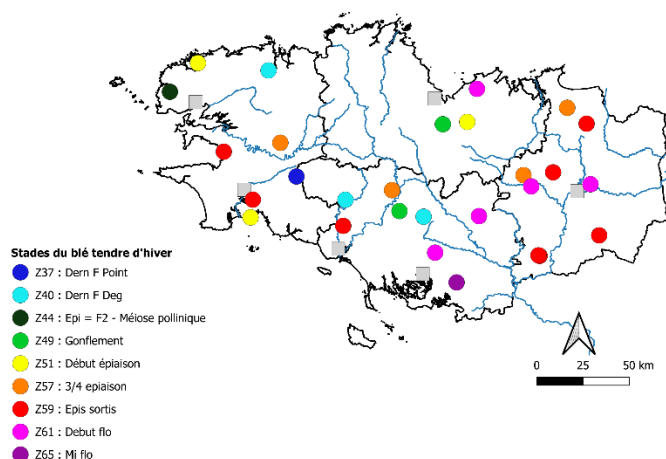 Stades du blé tendre d'hiver
Z37 : Dern F Point
Z40 : Dern F Deg
Z44 : Epi = F2 - Méiose pollinique
Z49 : Gonflement
Z51 : Début épiaison
Z57 : 3/4 epiaison
Z59 : Epis sortis
Z61 : Debut flo
Z65 : Mi flo
0 25 50 km